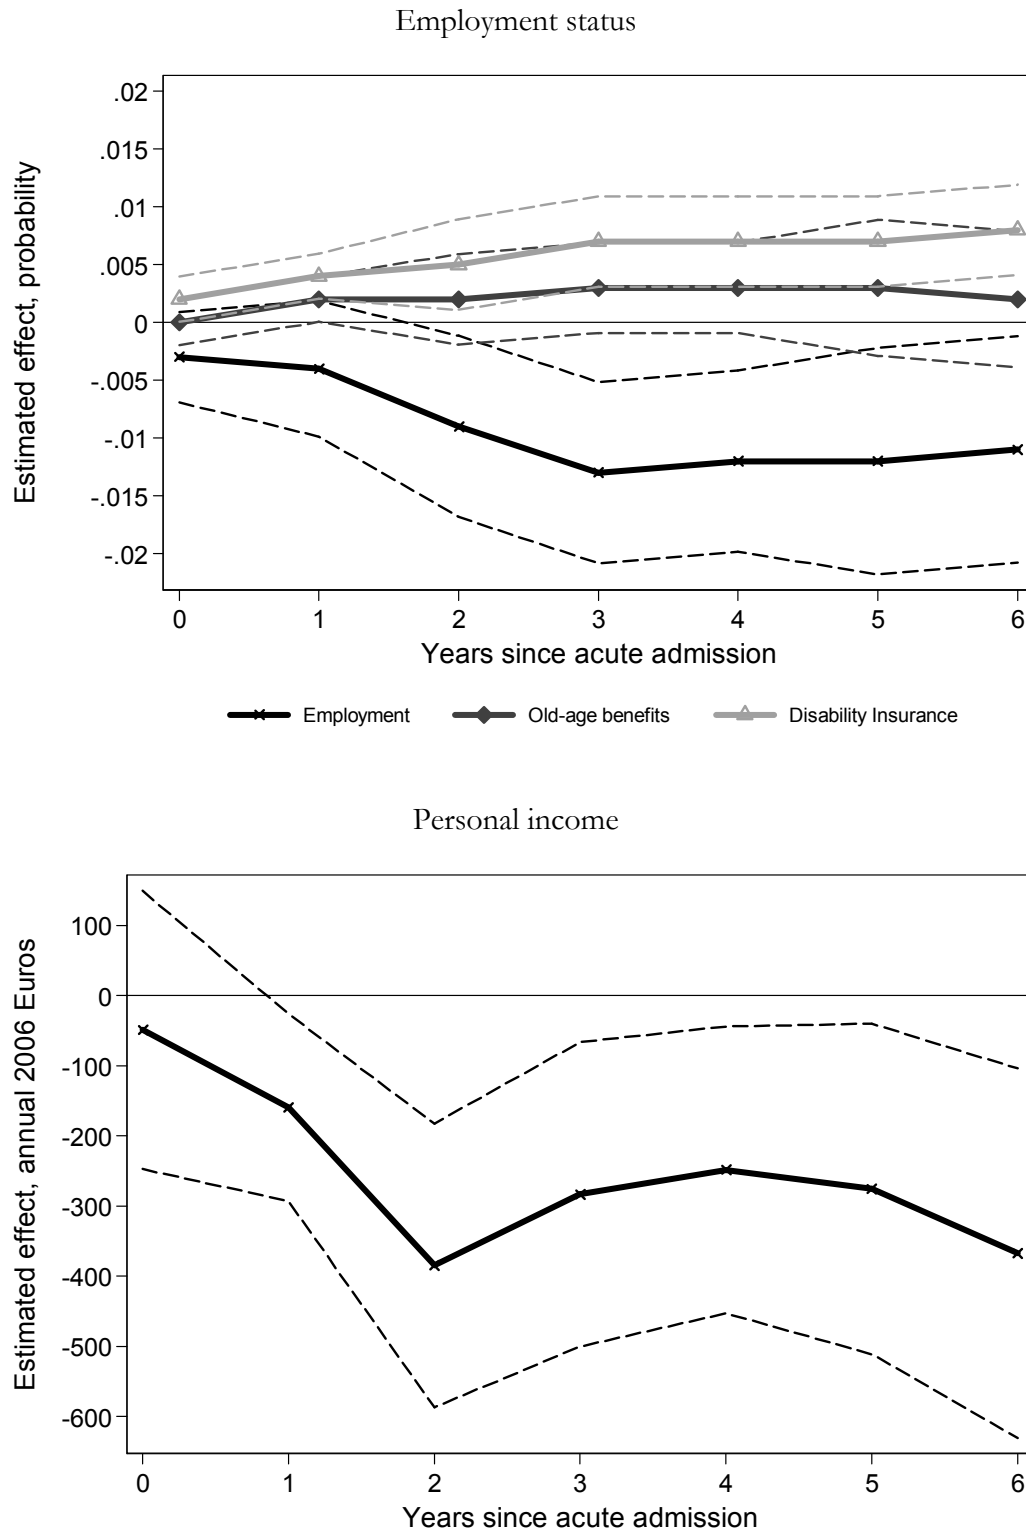 Employment status
Estimated effect, probability
.02
.015
.01
.005
0
-.005
-.01
-.015
-.02
0 1 2 3 4 5 6
Years since acute admission
Employment Old-age benefits Disability Insurance
Personal income
Estimated effect, annual 2006 Euros
100
0
-100
-200
-300
-400
-500
-600
0 1 2 3 4 5 6
Years since acute admission